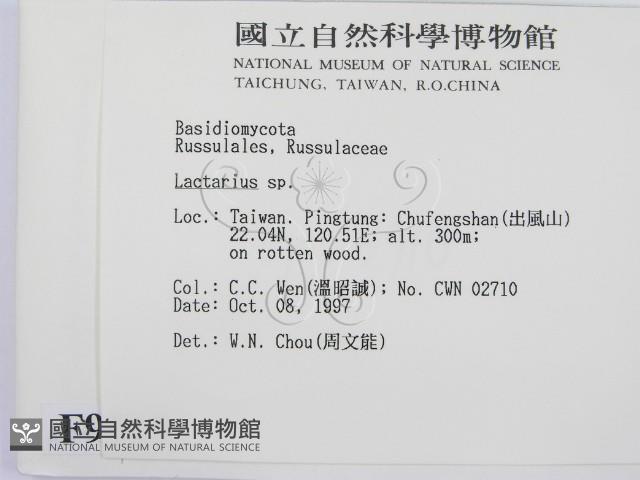 國立自然科學博物館
NATIONAL MUSEUM OF NATURAL SCIENCE
TAICHUNG, TAIWAN, R.O.CHINA
Basidiomycota
Russulales, Russulaceae
Lactarius sp.
Loc.: Taiwan. Pingtung: Chufengshan(出風山)
22.04N, 120.51E; alt. 300m;
on rotten wood.
Col.: C.C. Wen(溫昭誠); No. CWN 02710
Date: Oct. 08, 1997
Det.: W.N. Chou(周文能)
F9
國立自然科學博物館
NATIONAL MUSEUM OF NATURAL SCIENCE